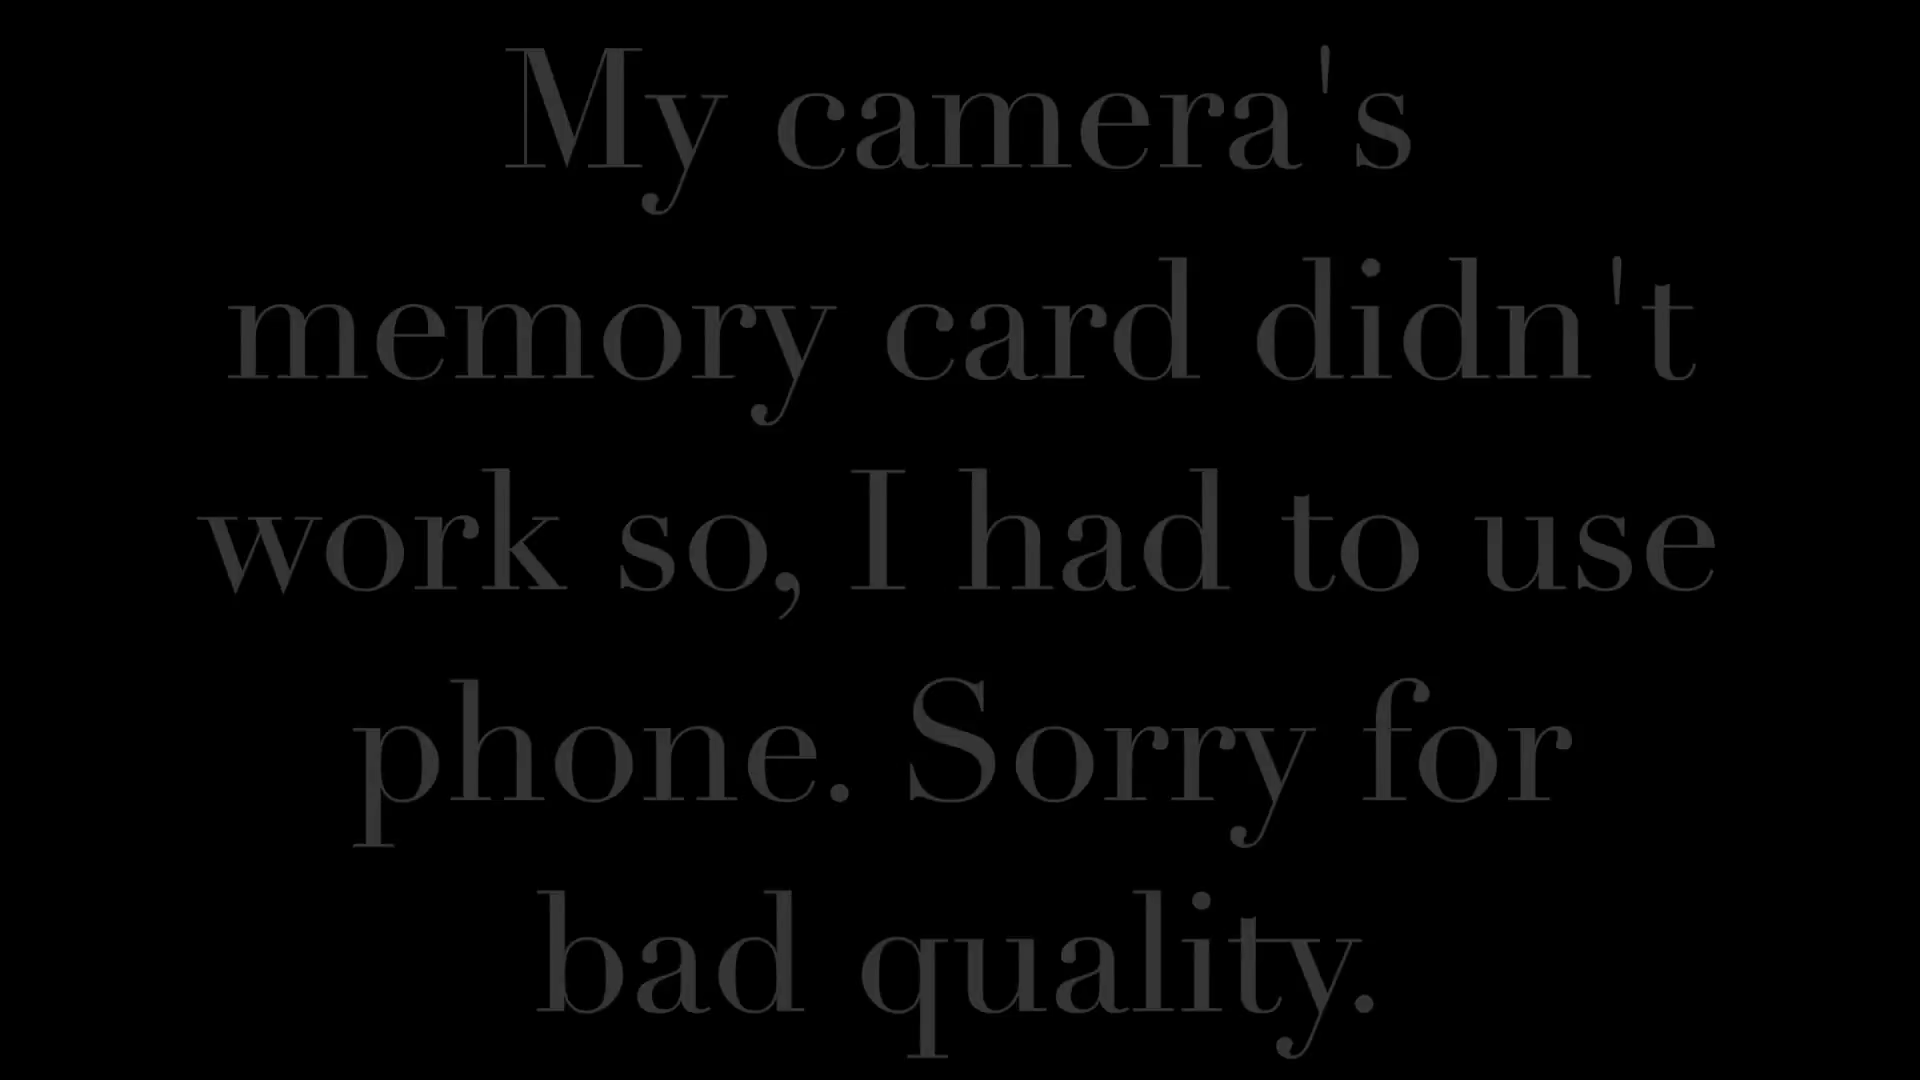 My camera's
memory card didn't
work so, I had to use
phone. Sorry for
bad quality.